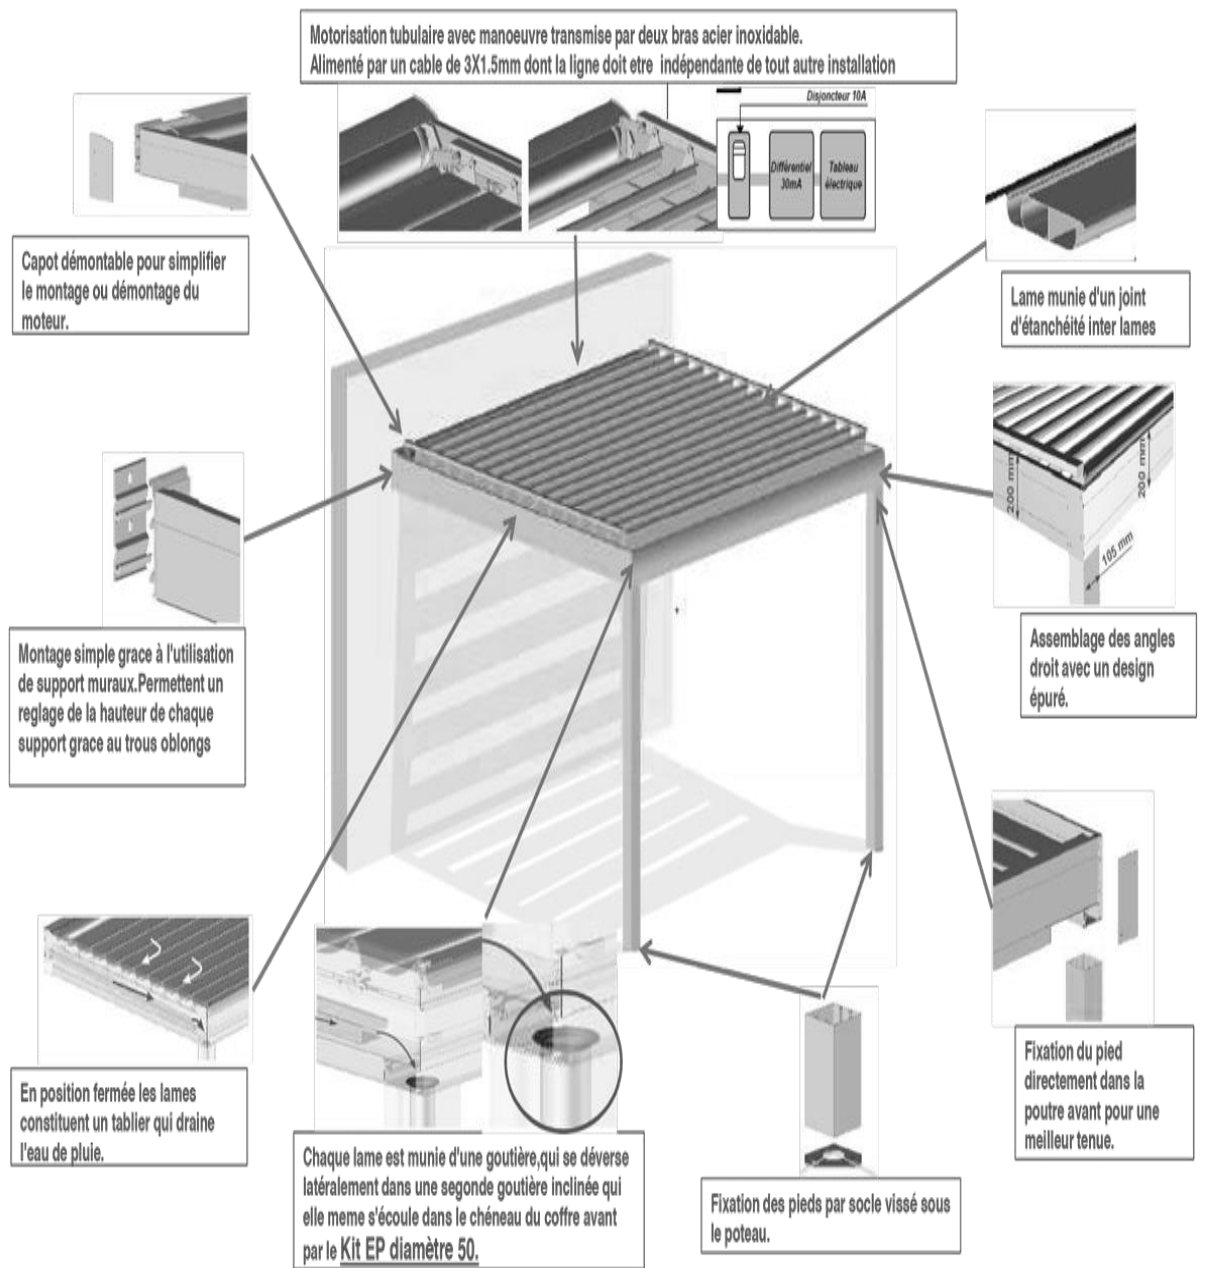 Motorisation tubulaire avec manoeuvre transmise par deux bras acier inoxidable.
Alimenté par un cable de 3X1.5mm dont la ligne doit etre indépendante de tout autre installation
Disjoncteur 10A
Différentiel
30mA
Tableau
électrique
Capot démontable pour simplifier
le montage ou démontage du
moteur.
Lame munie d'un joint
d'étanchéité inter lames
200 mm
200 mm
105 mm
Montage simple grace à l'utilisation
de support muraux.Permettent un
reglage de la hauteur de chaque
support grace au trous oblongs
Assemblage des angles
droit avec un design
épuré.
En position fermée les lames
constituent un tablier qui draine
l'eau de pluie.
Chaque lame est munie d'une goutière,qui se déverse
latéralement dans une segonde goutière inclinée qui
elle meme s'écoule dans le chéneau du coffre avant
par le Kit EP diamètre 50.
Fixation des pieds par socle vissé sous
le poteau.
Fixation du pied
directement dans la
poutre avant pour une
meilleur tenue.